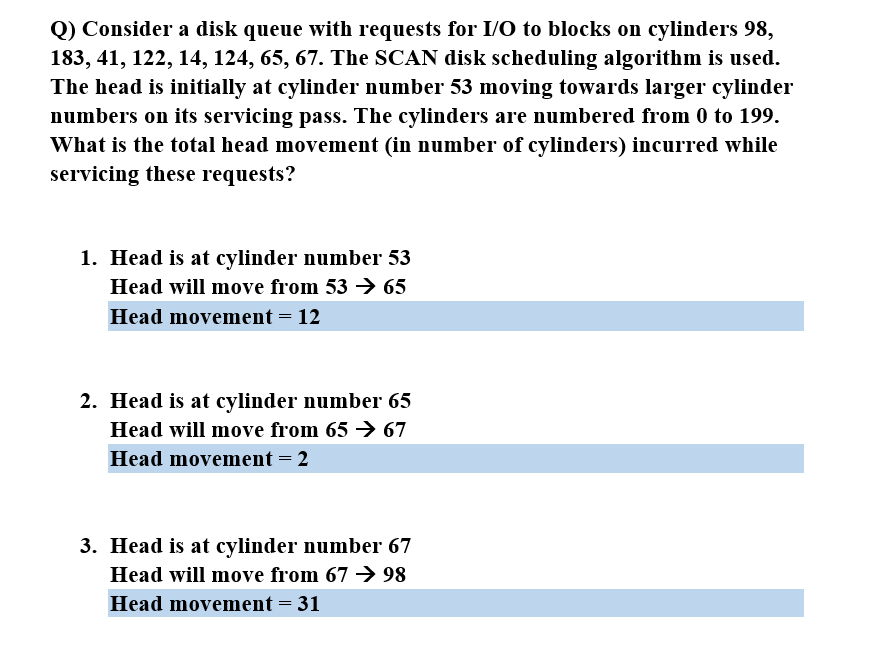 Q) Consider a disk queue with requests for I/O to blocks on cylinders 98,
183, 41, 122, 14, 124, 65, 67. The SCAN disk scheduling algorithm is used.
The head is initially at cylinder number 53 moving towards larger cylinder
numbers on its servicing pass. The cylinders are numbered from 0 to 199.
What is the total head movement (in number of cylinders) incurred while
servicing these requests?
1. Head is at cylinder number 53
Head will move from 53 → 65
Head movement = 12
2. Head is at cylinder number 65
Head will move from 65 → 67
Head movement = 2
3. Head is at cylinder number 67
Head will move from 67 → 98
Head movement = 31